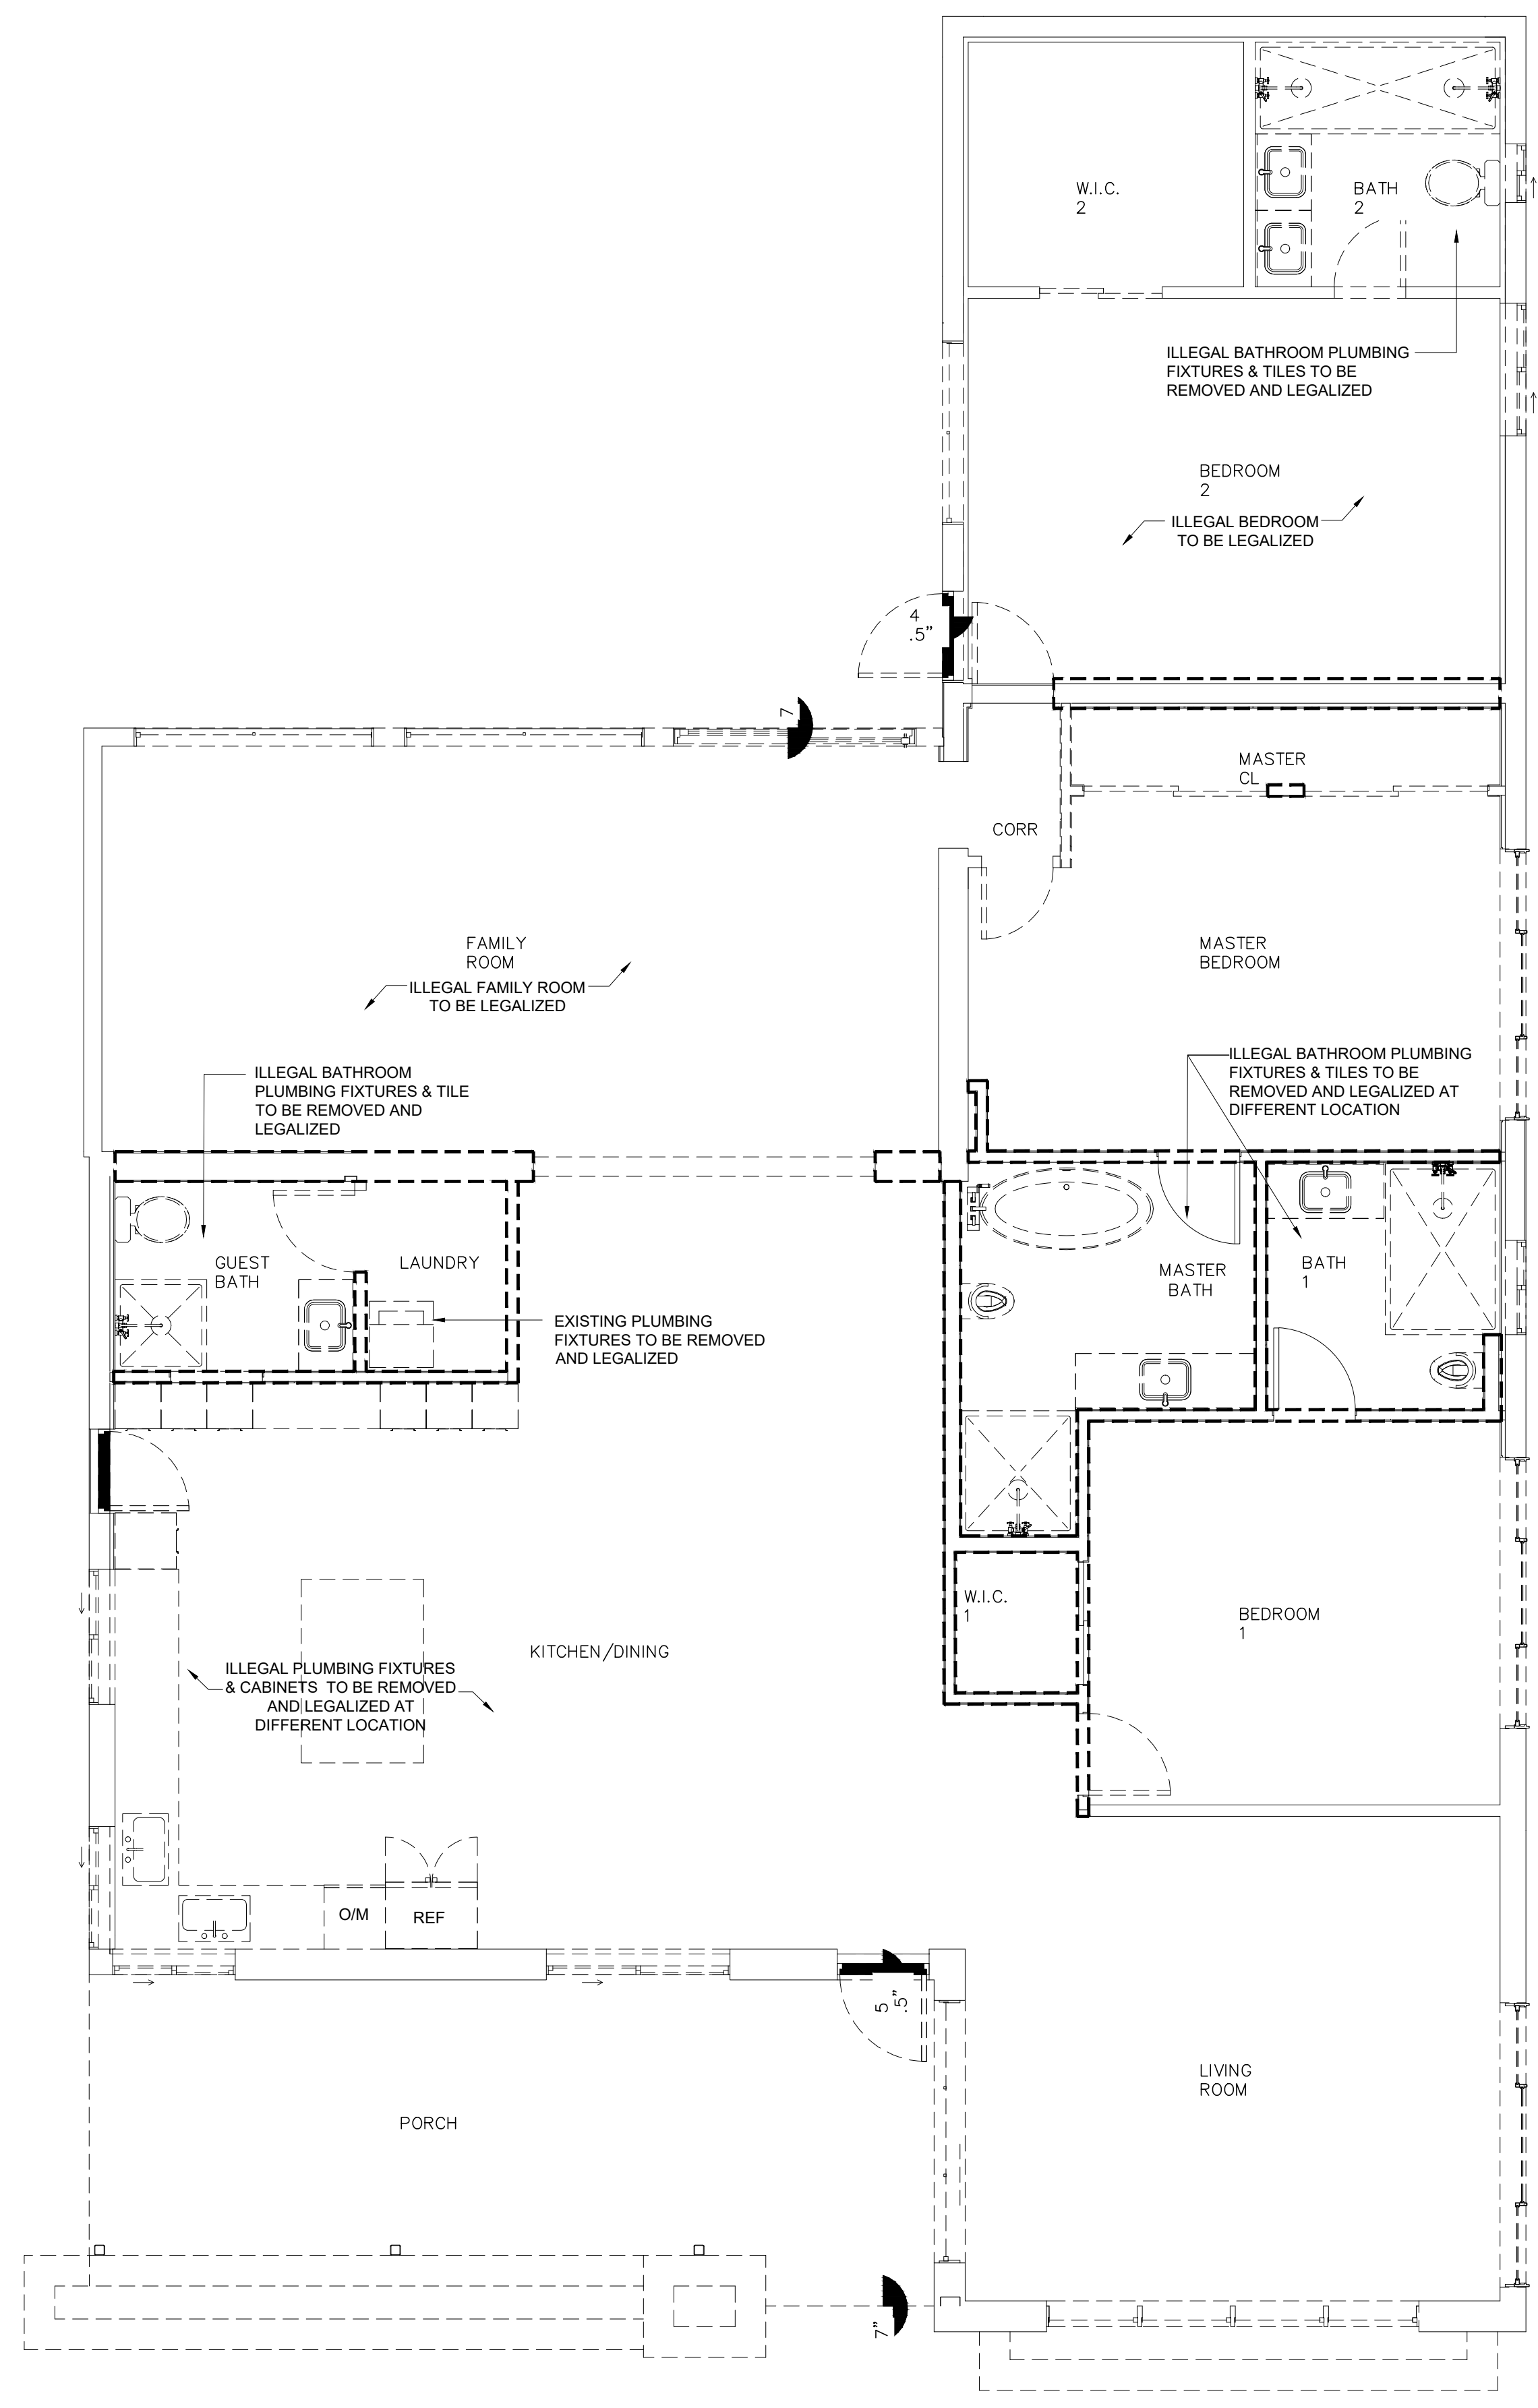 W.I.C.
2
BATH
2
ILLEGAL BATHROOM PLUMBING
FIXTURES & TILES TO BE
REMOVED AND LEGALIZED
BEDROOM
2
ILLEGAL BEDROOM
TO BE LEGALIZED
4
.5”
7
MASTER
CL
CORR
FAMILY
ROOM
ILLEGAL FAMILY ROOM
TO BE LEGALIZED
MASTER
BEDROOM
ILLEGAL BATHROOM
PLUMBING FIXTURES & TILE
TO BE REMOVED AND
LEGALIZED
ILLEGAL BATHROOM PLUMBING
FIXTURES & TILES TO BE
REMOVED AND LEGALIZED AT
DIFFERENT LOCATION
GUEST
BATH
LAUNDRY
MASTER
BATH
BATH
1
EXISTING PLUMBING
FIXTURES TO BE REMOVED
AND LEGALIZED
W.I.C.
1
BEDROOM
1
KITCHEN/DINING
ILLEGAL PLUMBING FIXTURES
& CABINETS TO BE REMOVED
AND LEGALIZED AT
DIFFERENT LOCATION
O/M
REF
5
.5”
LIVING
ROOM
PORCH
7”